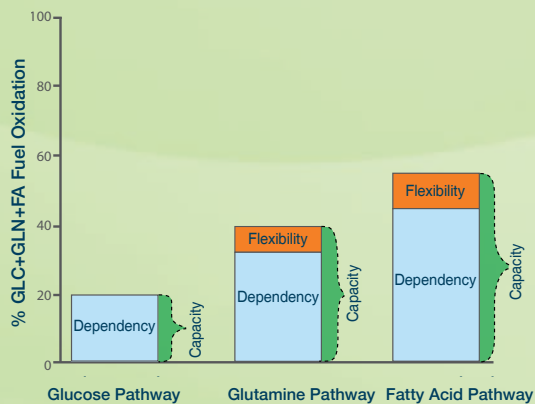 % GLC+GLN+FA Fuel Oxidation
100
80
60
40
20
0
Dependency
Capacity
Flexibility
Dependency
Capacity
Flexibility
Dependency
Capacity
Glucose Pathway
Glutamine Pathway
Fatty Acid Pathway